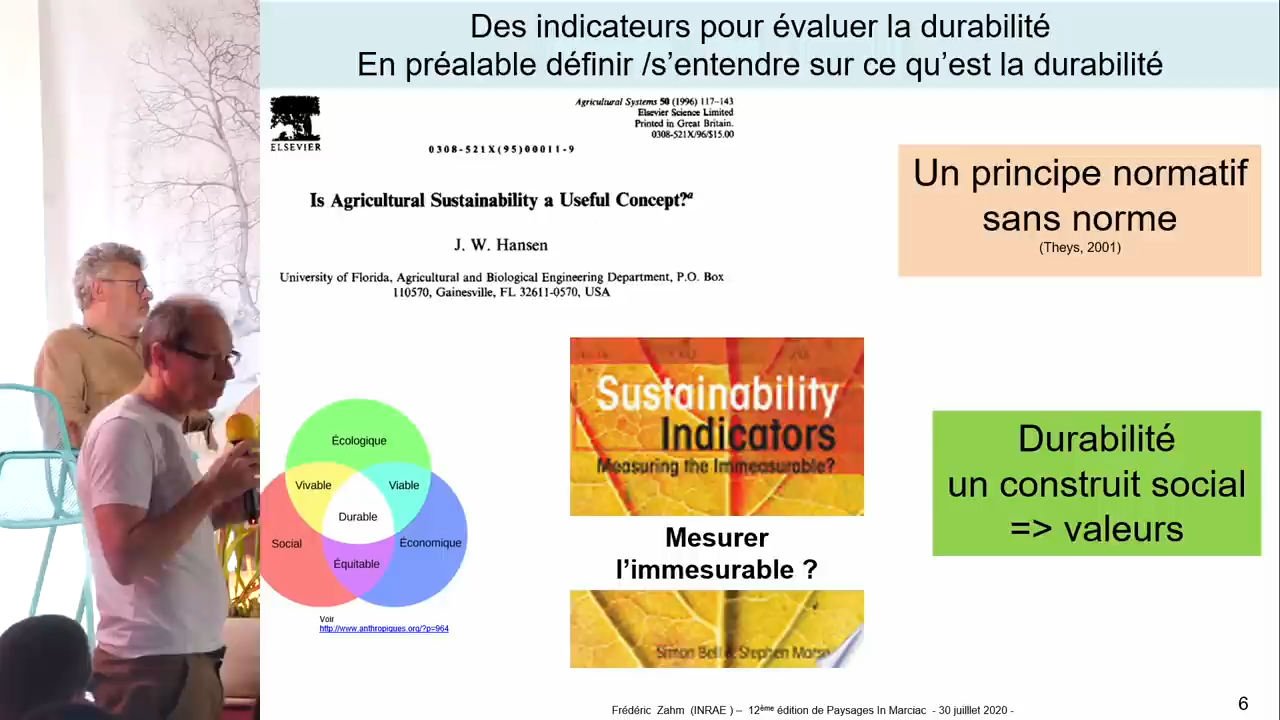 Des indicateurs pour évaluer la durabilité
En préalable définir /s’entendre sur ce qu’est la durabilité
ELSEVIER
Agricultural Systems 50 (1996) 117–143
Elsevier Science Limited
Printed in Great Britain.
0308-521X/96/$15.00
0308-521X(95)00011-9
Is Agricultural Sustainability a Useful Concept?ª
J. W. Hansen
University of Florida, Agricultural and Biological Engineering Department, P.O. Box
110570, Gainesville, FL 32611-0570, USA
Un principe normatif
sans norme
(Theys, 2001)
Écologique
Vivable
Viable
Durable
Social
Économique
Équitable
Voir
http://www.anthropiques.org/?p=964
Sustainability
Indicators
Measuring the Immeasurable?
Mesurer
l’immesurable ?
Simon Bell & Stephen Morse
Durabilité
un construit social
=> valeurs
Frédéric Zahm (INRAE ) – 12ème édition de Paysages In Marciac - 30 juilllet 2020 -
6